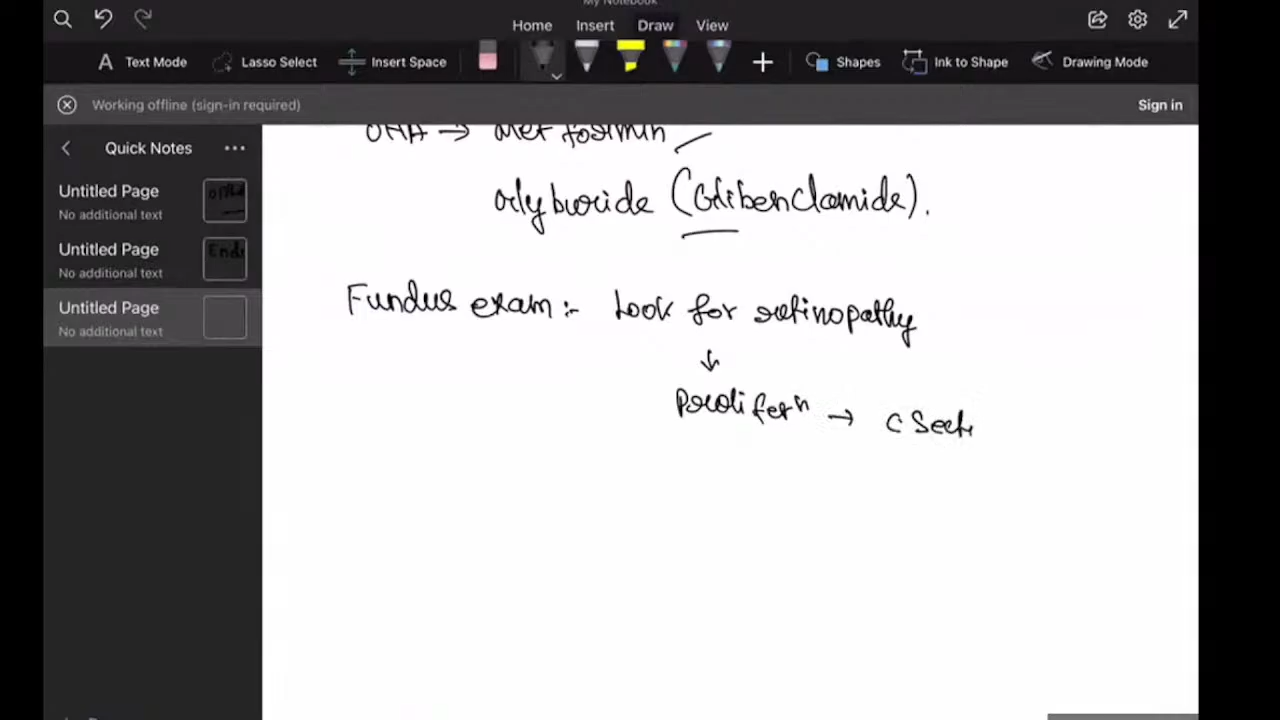 My Notebook
Home Insert Draw View
Text Mode Lasso Select Insert Space Shapes Ink to Shape Drawing Mode
Working offline (sign-in required) Sign in
Quick Notes
Untitled Page
No additional text
Untitled Page
No additional text
Untitled Page
No additional text
OHA → Metformin
Glyburide (Glibenclamide).
Fundus exam:- Look for retinopathy
↓
Prolifern → C Secti